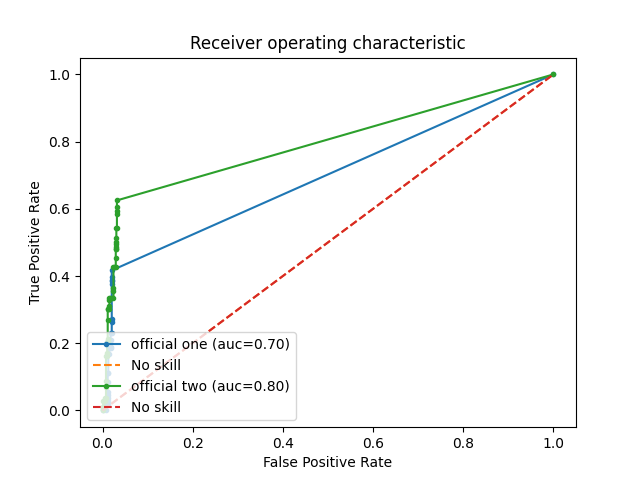 Receiver operating characteristic
True Positive Rate
1.0
0.8
0.6
0.4
0.2
0.0
official one (auc=0.70)
No skill
official two (auc=0.80)
No skill
0.0 0.2 0.4 0.6 0.8 1.0
False Positive Rate